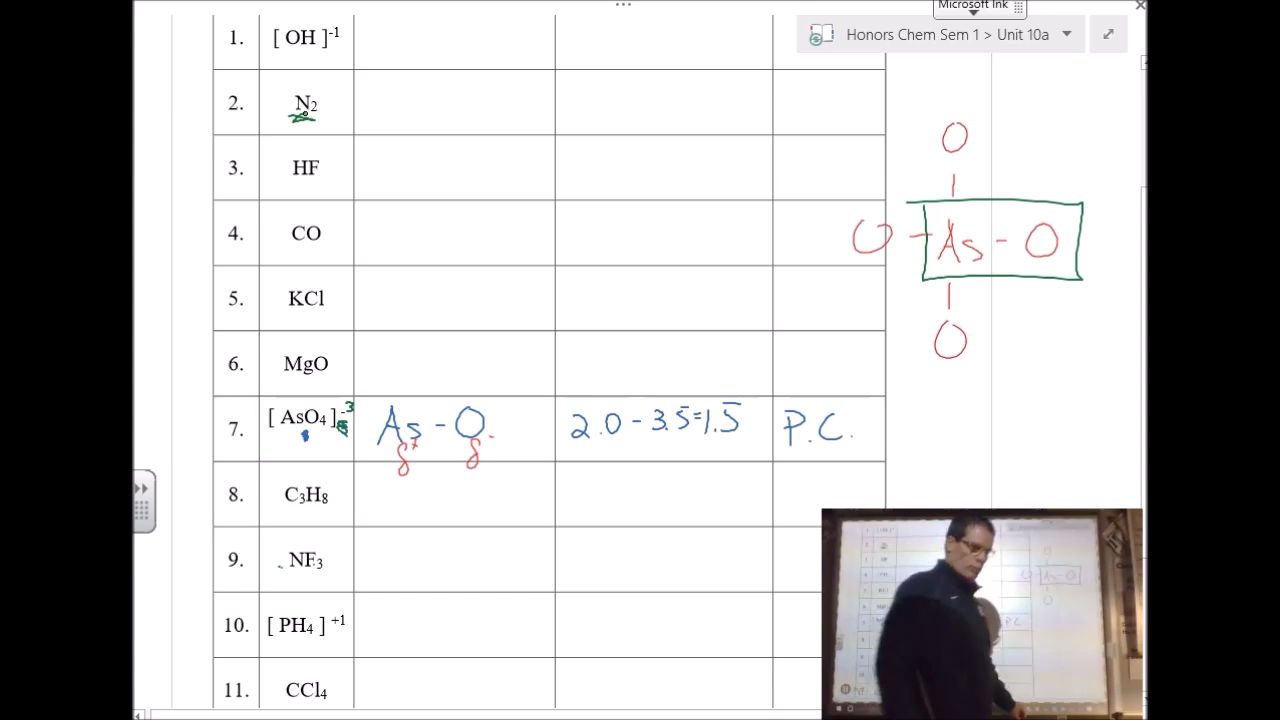 Microsoft Ink
Honors Chem Sem 1 > Unit 10a
1. [ OH ]-1
2. N2
3. HF
4. CO
5. KCl
6. MgO
7. [ AsO4 ]-3 As - O 2.0 - 3.5 = 1.5 P.C.
δ+ δ-
8. C3H8
9. NF3
10. [ PH4 ] +1
11. CCl4
O
O - As - O
O